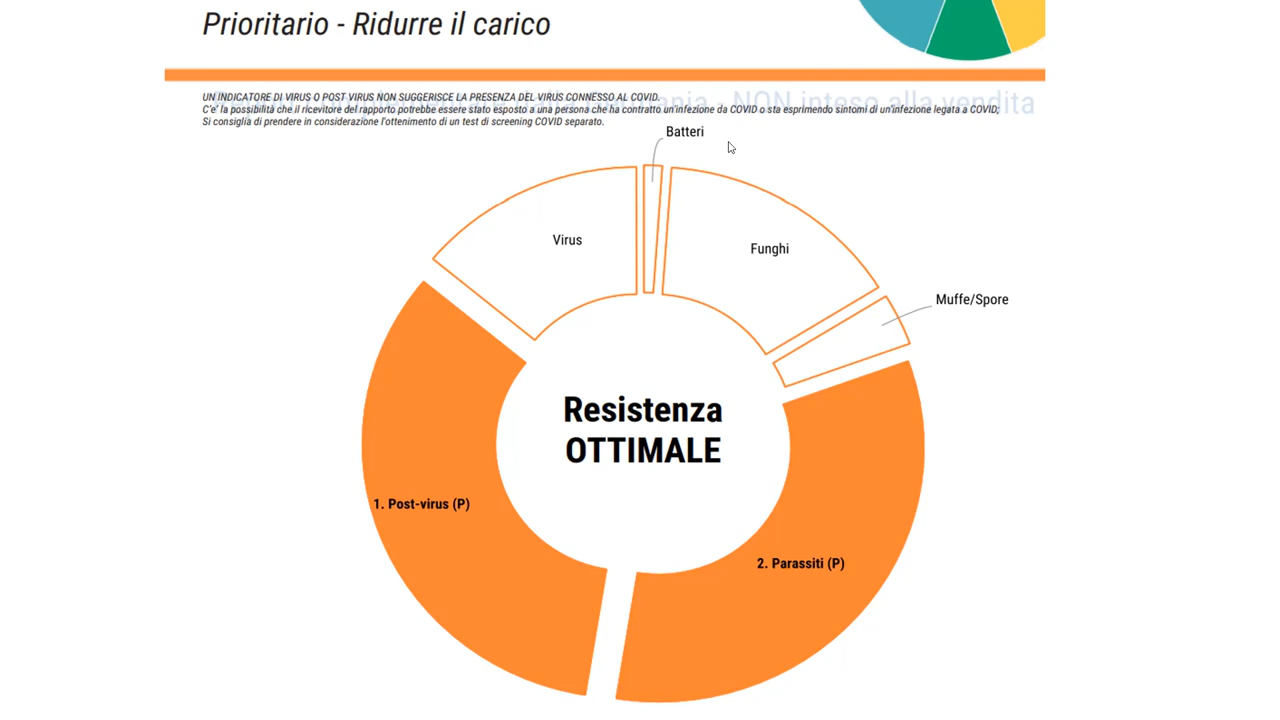 Prioritario - Ridurre il carico
UN INDICATORE DI VIRUS O POST VIRUS NON SUGGERISCE LA PRESENZA DEL VIRUS CONNESSO AL COVID.
C'e' la possibilità che il ricevitore del rapporto potrebbe essere stato esposto a una persona che ha contratto un'infezione da COVID o sta esprimendo sintomi di un'infezione legata a COVID;
Si consiglia di prendere in considerazione l'ottenimento di un test di screening COVID separato.
- NON inteso alla vendita
Batteri
Virus
Funghi
Muffe/Spore
Resistenza
OTTIMALE
1. Post-virus (P)
2. Parassiti (P)